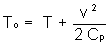 T₀ = T + v² / 2 Cₚ